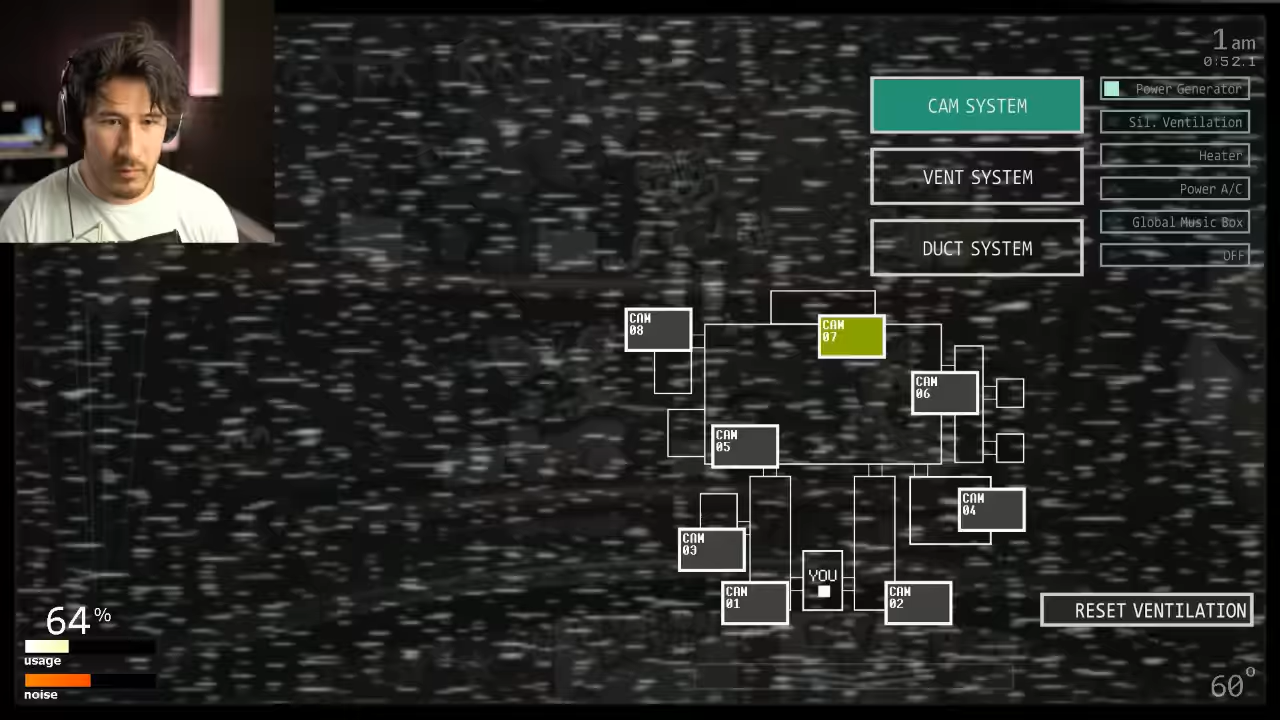 1 am
0:52.1
CAM SYSTEM
Power Generator
Sil. Ventilation
VENT SYSTEM
Heater
Power A/C
DUCT SYSTEM
Global Music Box
OFF
CAM
08
CAM
07
CAM
06
CAM
05
CAM
04
CAM
03
YOU
CAM
01
CAM
02
RESET VENTILATION
64%
usage
noise
60°